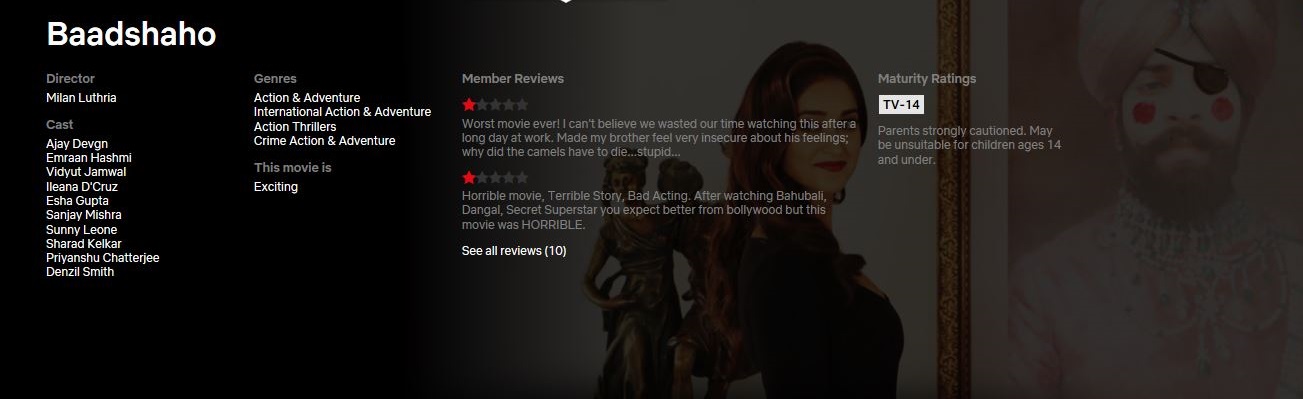 Baadshaho
Director
Milan Luthria
Cast
Ajay Devgn
Emraan Hashmi
Vidyut Jamwal
Ileana D'Cruz
Esha Gupta
Sanjay Mishra
Sunny Leone
Sharad Kelkar
Priyanshu Chatterjee
Denzil Smith
Genres
Action & Adventure
International Action & Adventure
Action Thrillers
Crime Action & Adventure
This movie is
Exciting
Member Reviews
Worst movie ever! I can't believe we wasted our time watching this after a
long day at work. Made my brother feel very insecure about his feelings;
why did the camels have to die...stupid...
Horrible movie, Terrible Story, Bad Acting. After watching Bahubali,
Dangal, Secret Superstar you expect better from bollywood but this
movie was HORRIBLE.
See all reviews (10)
Maturity Ratings
TV-14
Parents strongly cautioned. May
be unsuitable for children ages 14
and under.